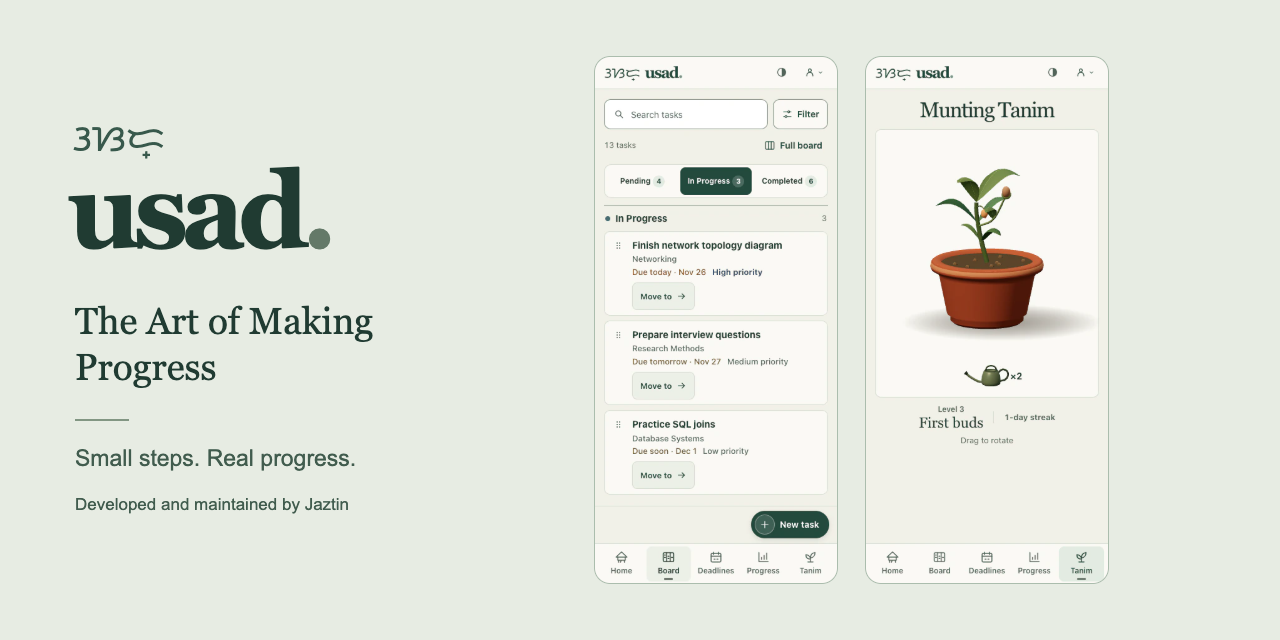 ᜂᜐᜇ᜔
usad.
The Art of Making
Progress
Small steps. Real progress.
Developed and maintained by Jaztin
ᜂᜐᜇ᜔ usad.
Search tasks
Filter
13 tasks
Full board
Pending 4
In Progress 3
Completed 6
In Progress 3
Finish network topology diagram
Networking
Due today · Nov 26 High priority
Move to →
Prepare interview questions
Research Methods
Due tomorrow · Nov 27 Medium priority
Move to →
Practice SQL joins
Database Systems
Due soon · Dec 1 Low priority
Move to →
+ New task
Home Board Deadlines Progress Tanim
ᜂᜐᜇ᜔ usad.
Munting Tanim
×2
Level 3
First buds
1-day streak
Drag to rotate
Home Board Deadlines Progress Tanim